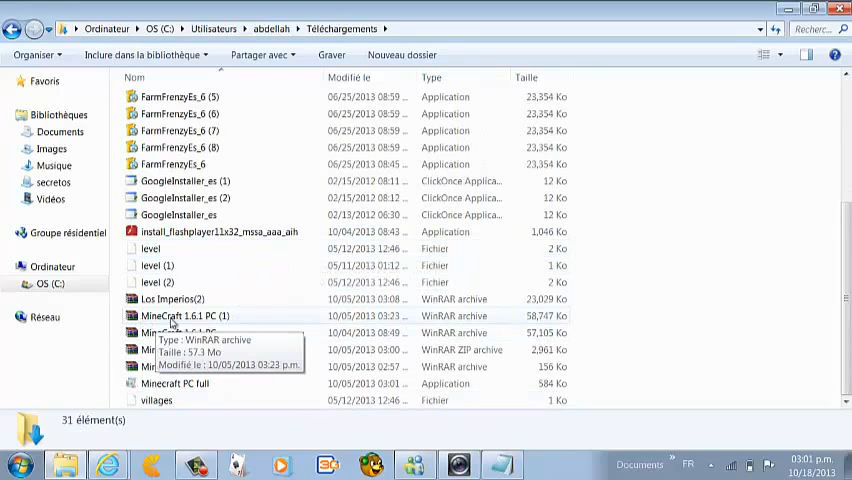 Ordinateur ▸ OS (C:) ▸ Utilisateurs ▸ abdellah ▸ Téléchargements ▸
Recherc...
Organiser Inclure dans la bibliothèque Partager avec Graver Nouveau dossier
Nom Modifié le Type Taille
Favoris
Bibliothèques
Documents
Images
Musique
secretos
Vidéos
Groupe résidentiel
Ordinateur
OS (C:)
Réseau
FarmFrenzyEs_6 (5) 06/25/2013 08:59 ... Application 23,354 Ko
FarmFrenzyEs_6 (6) 06/25/2013 08:59 ... Application 23,354 Ko
FarmFrenzyEs_6 (7) 06/25/2013 08:59 ... Application 23,354 Ko
FarmFrenzyEs_6 (8) 06/25/2013 08:59 ... Application 23,354 Ko
FarmFrenzyEs_6 06/25/2013 08:45 ... Application 23,354 Ko
GoogleInstaller_es (1) 02/15/2012 08:11 ... ClickOnce Applica... 12 Ko
GoogleInstaller_es (2) 02/15/2012 08:17 ... ClickOnce Applica... 12 Ko
GoogleInstaller_es 02/13/2012 06:30 ... ClickOnce Applica... 12 Ko
install_flashplayer11x32_mssa_aaa_aih 10/04/2013 08:43 ... Application 1,046 Ko
level 05/12/2013 12:46 ... Fichier 2 Ko
level (1) 05/11/2013 01:12 ... Fichier 1 Ko
level (2) 05/12/2013 12:46 ... Fichier 2 Ko
Los Imperios(2) 10/05/2013 03:08 ... WinRAR archive 23,029 Ko
MineCraft 1.6.1 PC (1) 10/05/2013 03:23 ... WinRAR archive 58,747 Ko
MineCraft 1.6.1 PC 10/04/2013 08:49 ... WinRAR archive 57,105 Ko
Min 10/05/2013 03:03 ... WinRAR ZIP archive 2,961 Ko
Min 10/05/2013 02:57 ... WinRAR archive 156 Ko
Minecraft PC full 10/05/2013 03:01 ... Application 584 Ko
villages 05/12/2013 12:46 ... Fichier 1 Ko
Type : WinRAR archive
Taille : 57.3 Mo
Modifié le : 10/05/2013 03:23 p.m.
31 élément(s)
Documents » FR 03:01 p.m.
10/18/2013